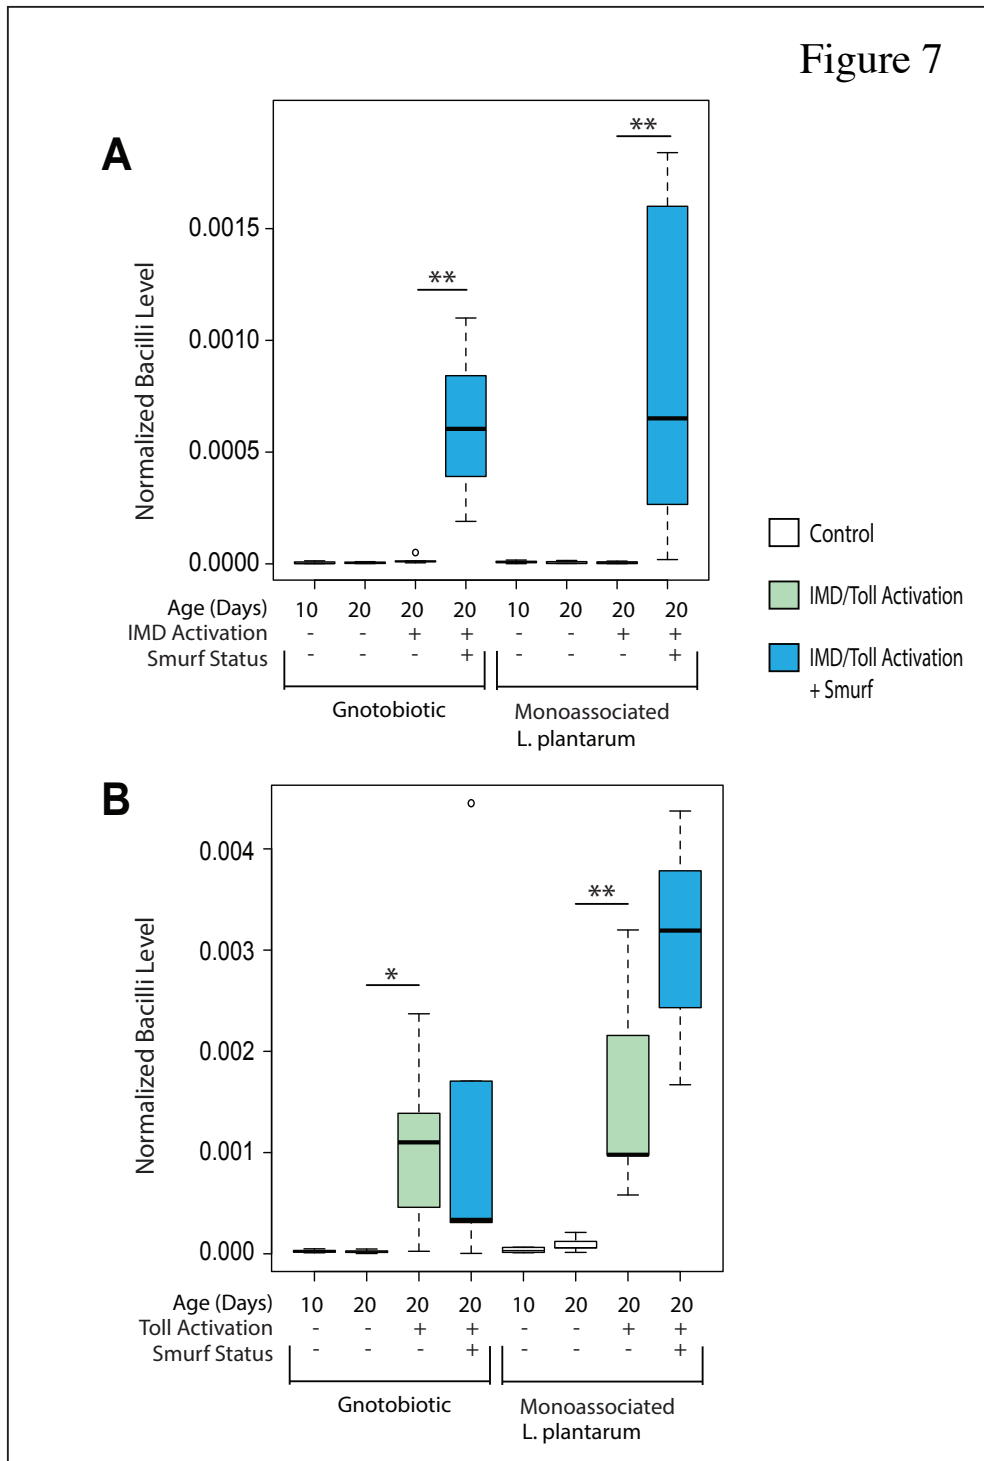 Figure 7
A
**
**
Normalized Bacilli Level
0.0015
0.0010
0.0005
0.0000
Age (Days) 10 20 20 20 10 20 20 20
IMD Activation - - + + - - + +
Smurf Status - - - + - - - +
Gnotobiotic
Monoassociated
L. plantarum
Control
IMD/Toll Activation
IMD/Toll Activation
+ Smurf
B
*
**
Normalized Bacilli Level
0.004
0.003
0.002
0.001
0.000
Age (Days) 10 20 20 20 10 20 20 20
Toll Activation - - + + - - + +
Smurf Status - - - + - - - +
Gnotobiotic
Monoassociated
L. plantarum